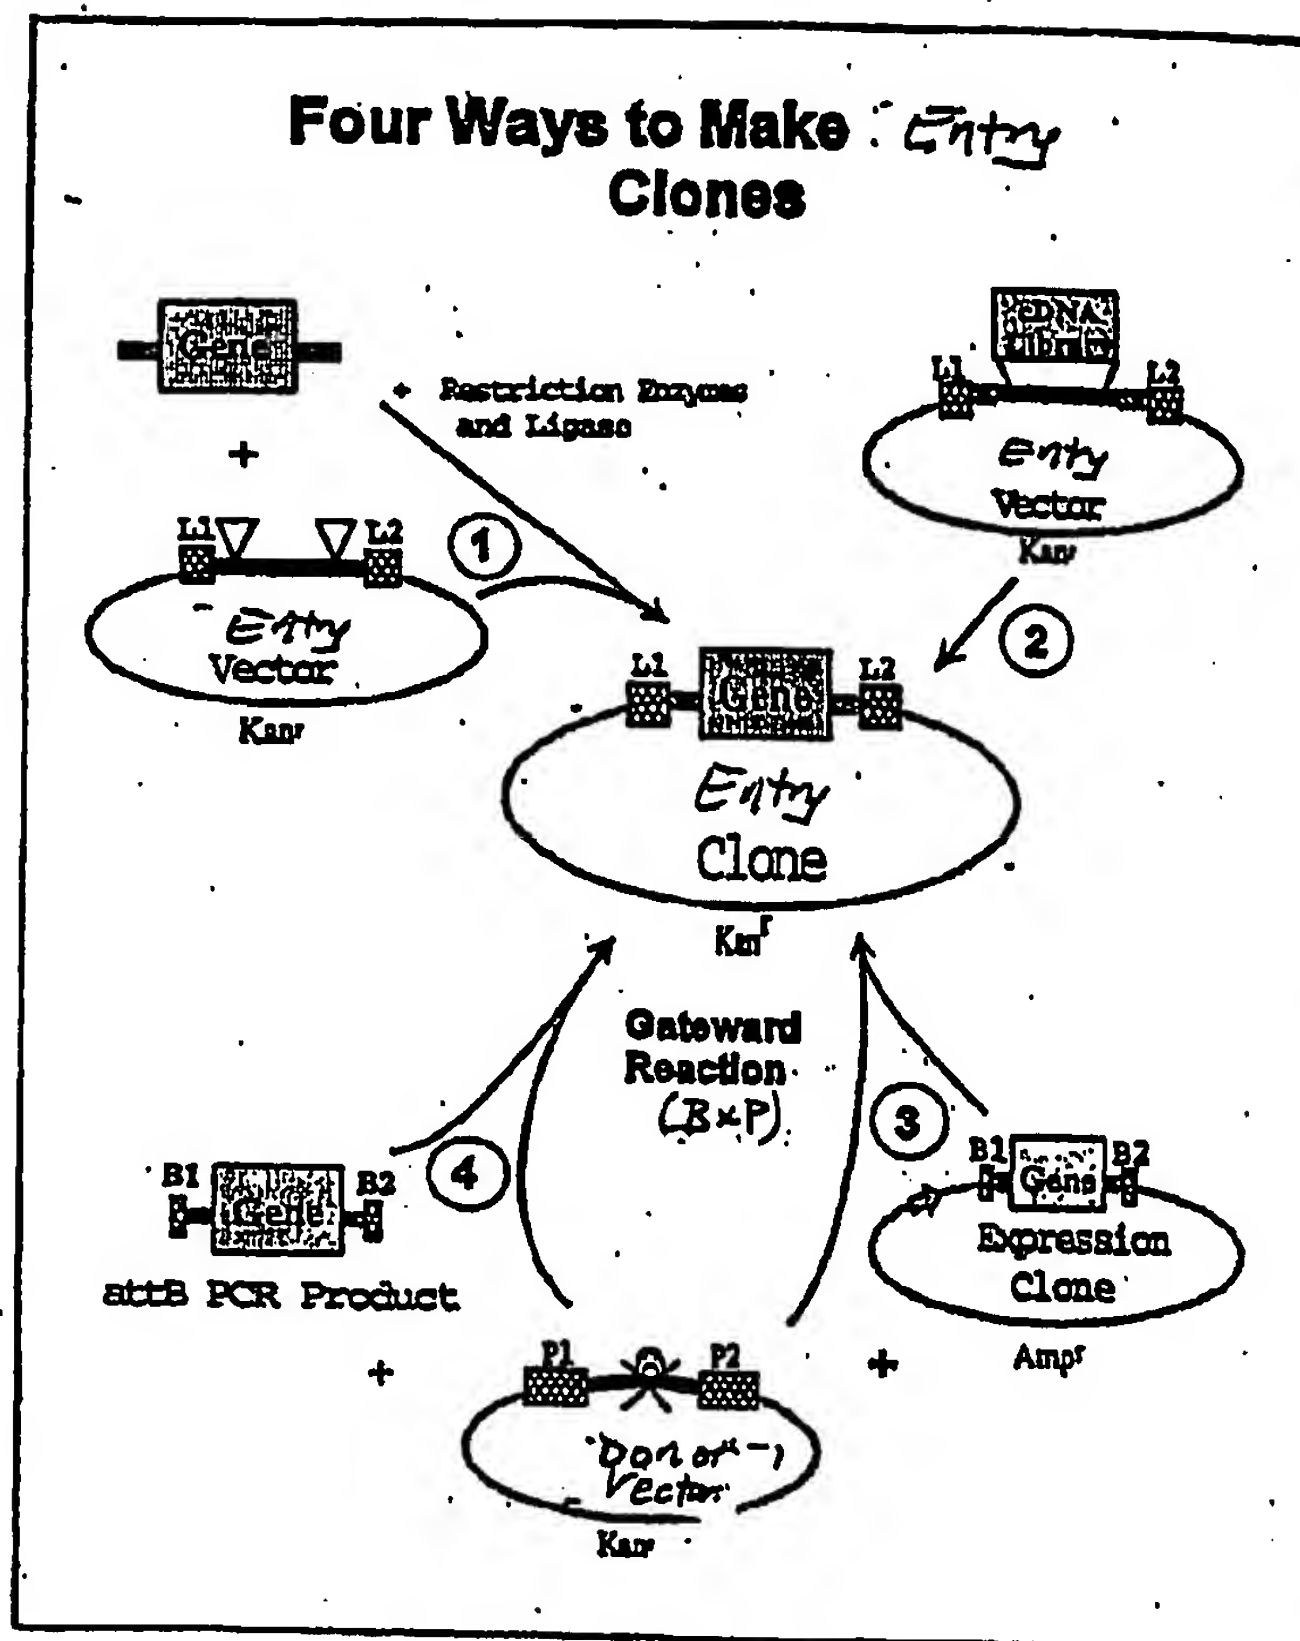 Four Ways to Make Entry
Clones
Gene
+
+ Restriction Enzymes
and Ligase
L1
L2
Entry
Vector
Kanr
1
cDNA
Library
L1
L2
Entry
Vector
Kanr
2
L1
Gene
L2
Entry
Clone
Kanr
Gateward
Reaction
(BxP)
3
4
B1
Gene
B2
attB PCR Product
+
B1
Gene
B2
Expression
Clone
Ampr
+
P1
P2
Donor
Vector
Kanr